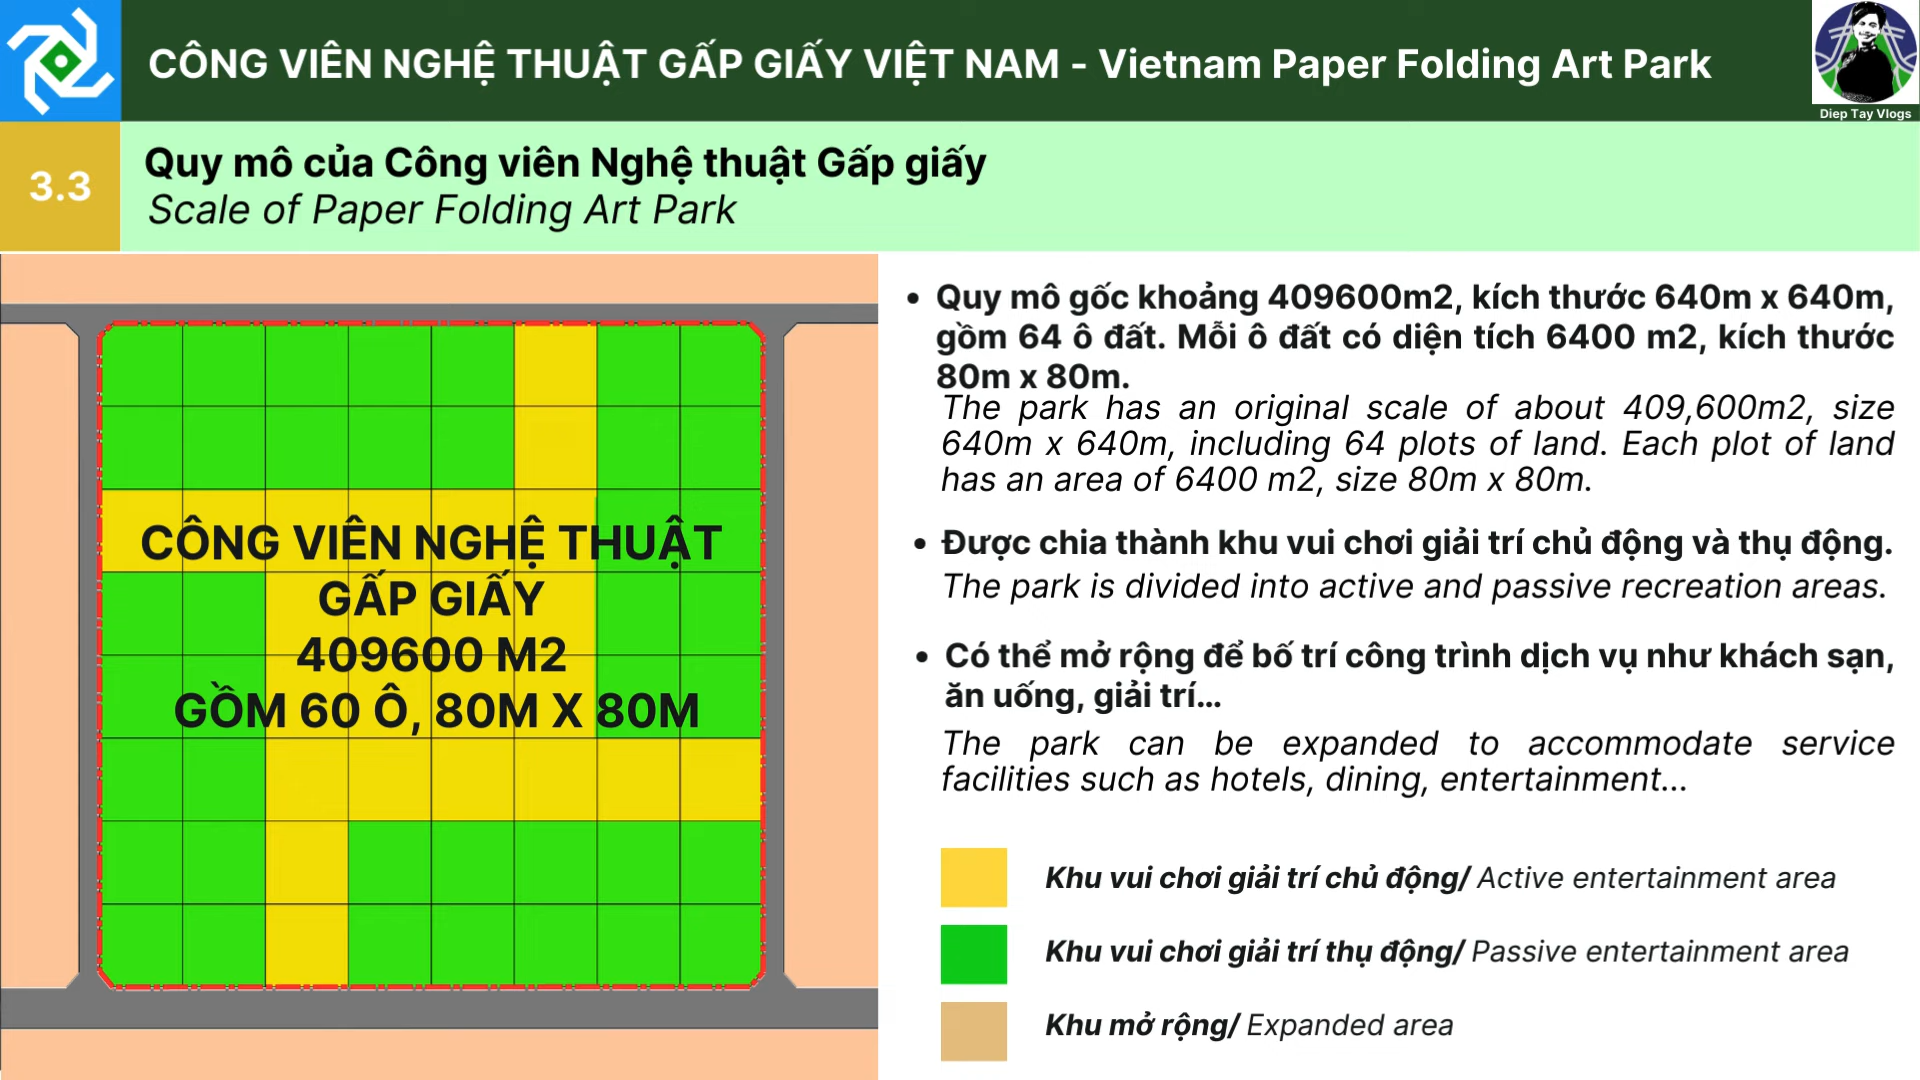 CÔNG VIÊN NGHỆ THUẬT GẤP GIẤY VIỆT NAM - Vietnam Paper Folding Art Park
Diep Tay Vlogs
3.3
Quy mô của Công viên Nghệ thuật Gấp giấy
Scale of Paper Folding Art Park
CÔNG VIÊN NGHỆ THUẬT
GẤP GIẤY
409600 M2
GỒM 60 Ô, 80M X 80M
• Quy mô gốc khoảng 409600m2, kích thước 640m x 640m,
gồm 64 ô đất. Mỗi ô đất có diện tích 6400 m2, kích thước
80m x 80m.
The park has an original scale of about 409,600m2, size
640m x 640m, including 64 plots of land. Each plot of land
has an area of 6400 m2, size 80m x 80m.
• Được chia thành khu vui chơi giải trí chủ động và thụ động.
The park is divided into active and passive recreation areas.
• Có thể mở rộng để bố trí công trình dịch vụ như khách sạn,
ăn uống, giải trí...
The park can be expanded to accommodate service
facilities such as hotels, dining, entertainment...
Khu vui chơi giải trí chủ động/ Active entertainment area
Khu vui chơi giải trí thụ động/ Passive entertainment area
Khu mở rộng/ Expanded area